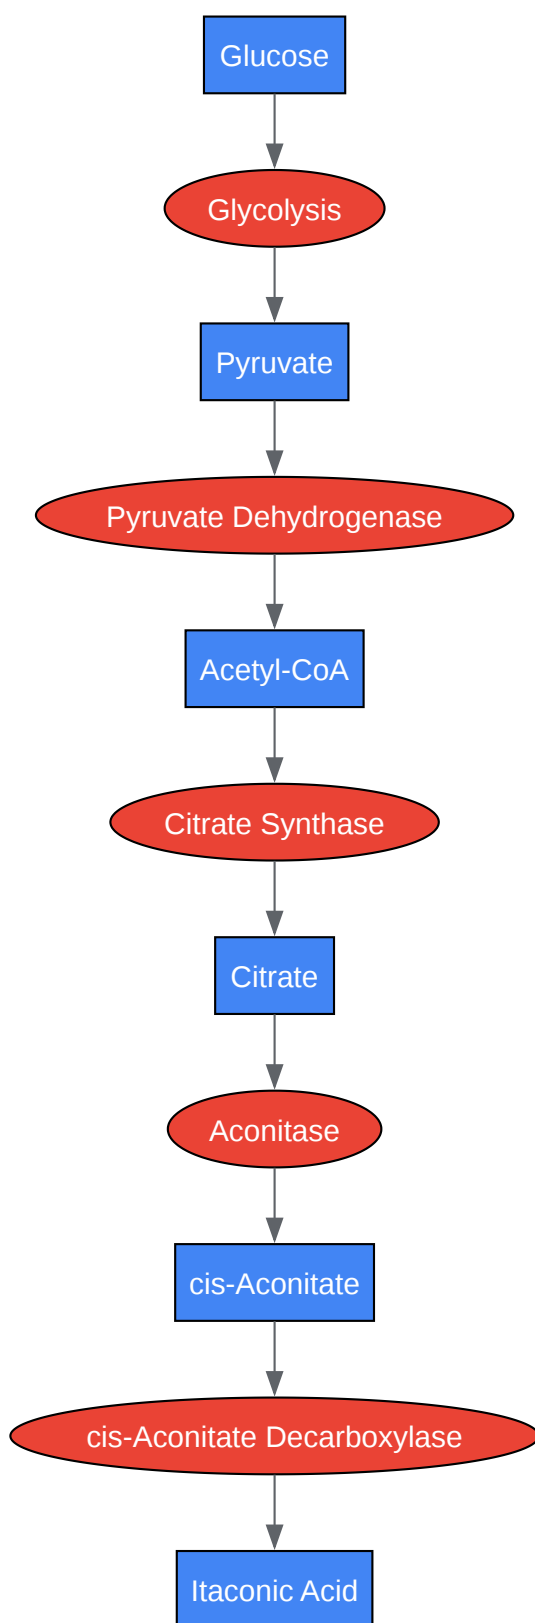 Glucose
Glycolysis
Pyruvate
Pyruvate Dehydrogenase
Acetyl-CoA
Citrate Synthase
Citrate
Aconitase
cis-Aconitate
cis-Aconitate Decarboxylase
Itaconic Acid